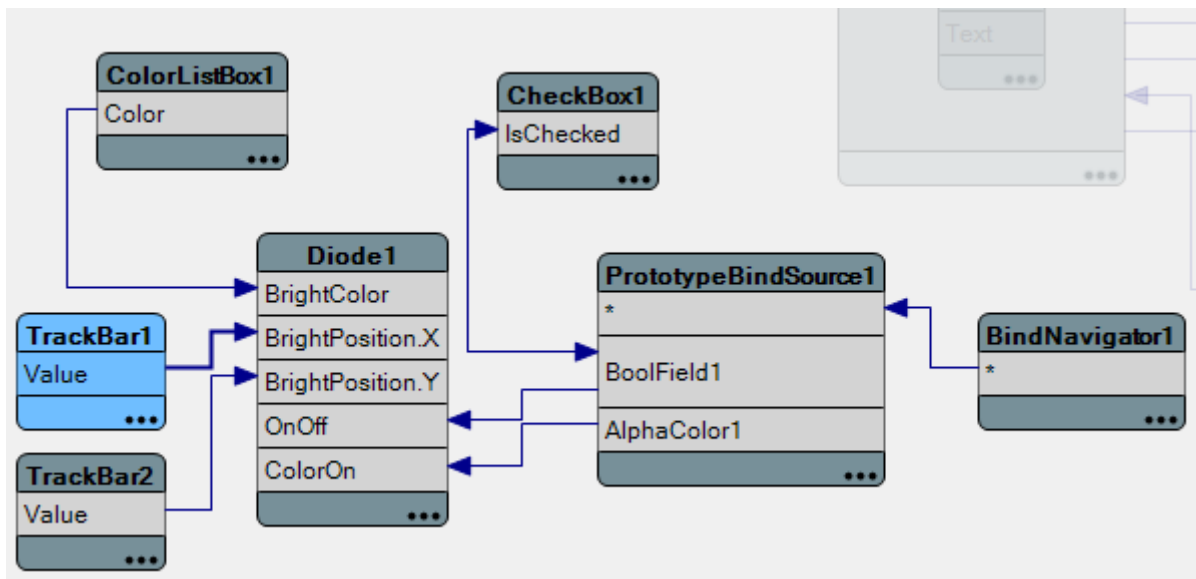 Text
ColorListBox1
Color
CheckBox1
IsChecked
Diode1
BrightColor
BrightPosition.X
BrightPosition.Y
OnOff
ColorOn
PrototypeBindSource1
*
BoolField1
AlphaColor1
BindNavigator1
*
TrackBar1
Value
TrackBar2
Value